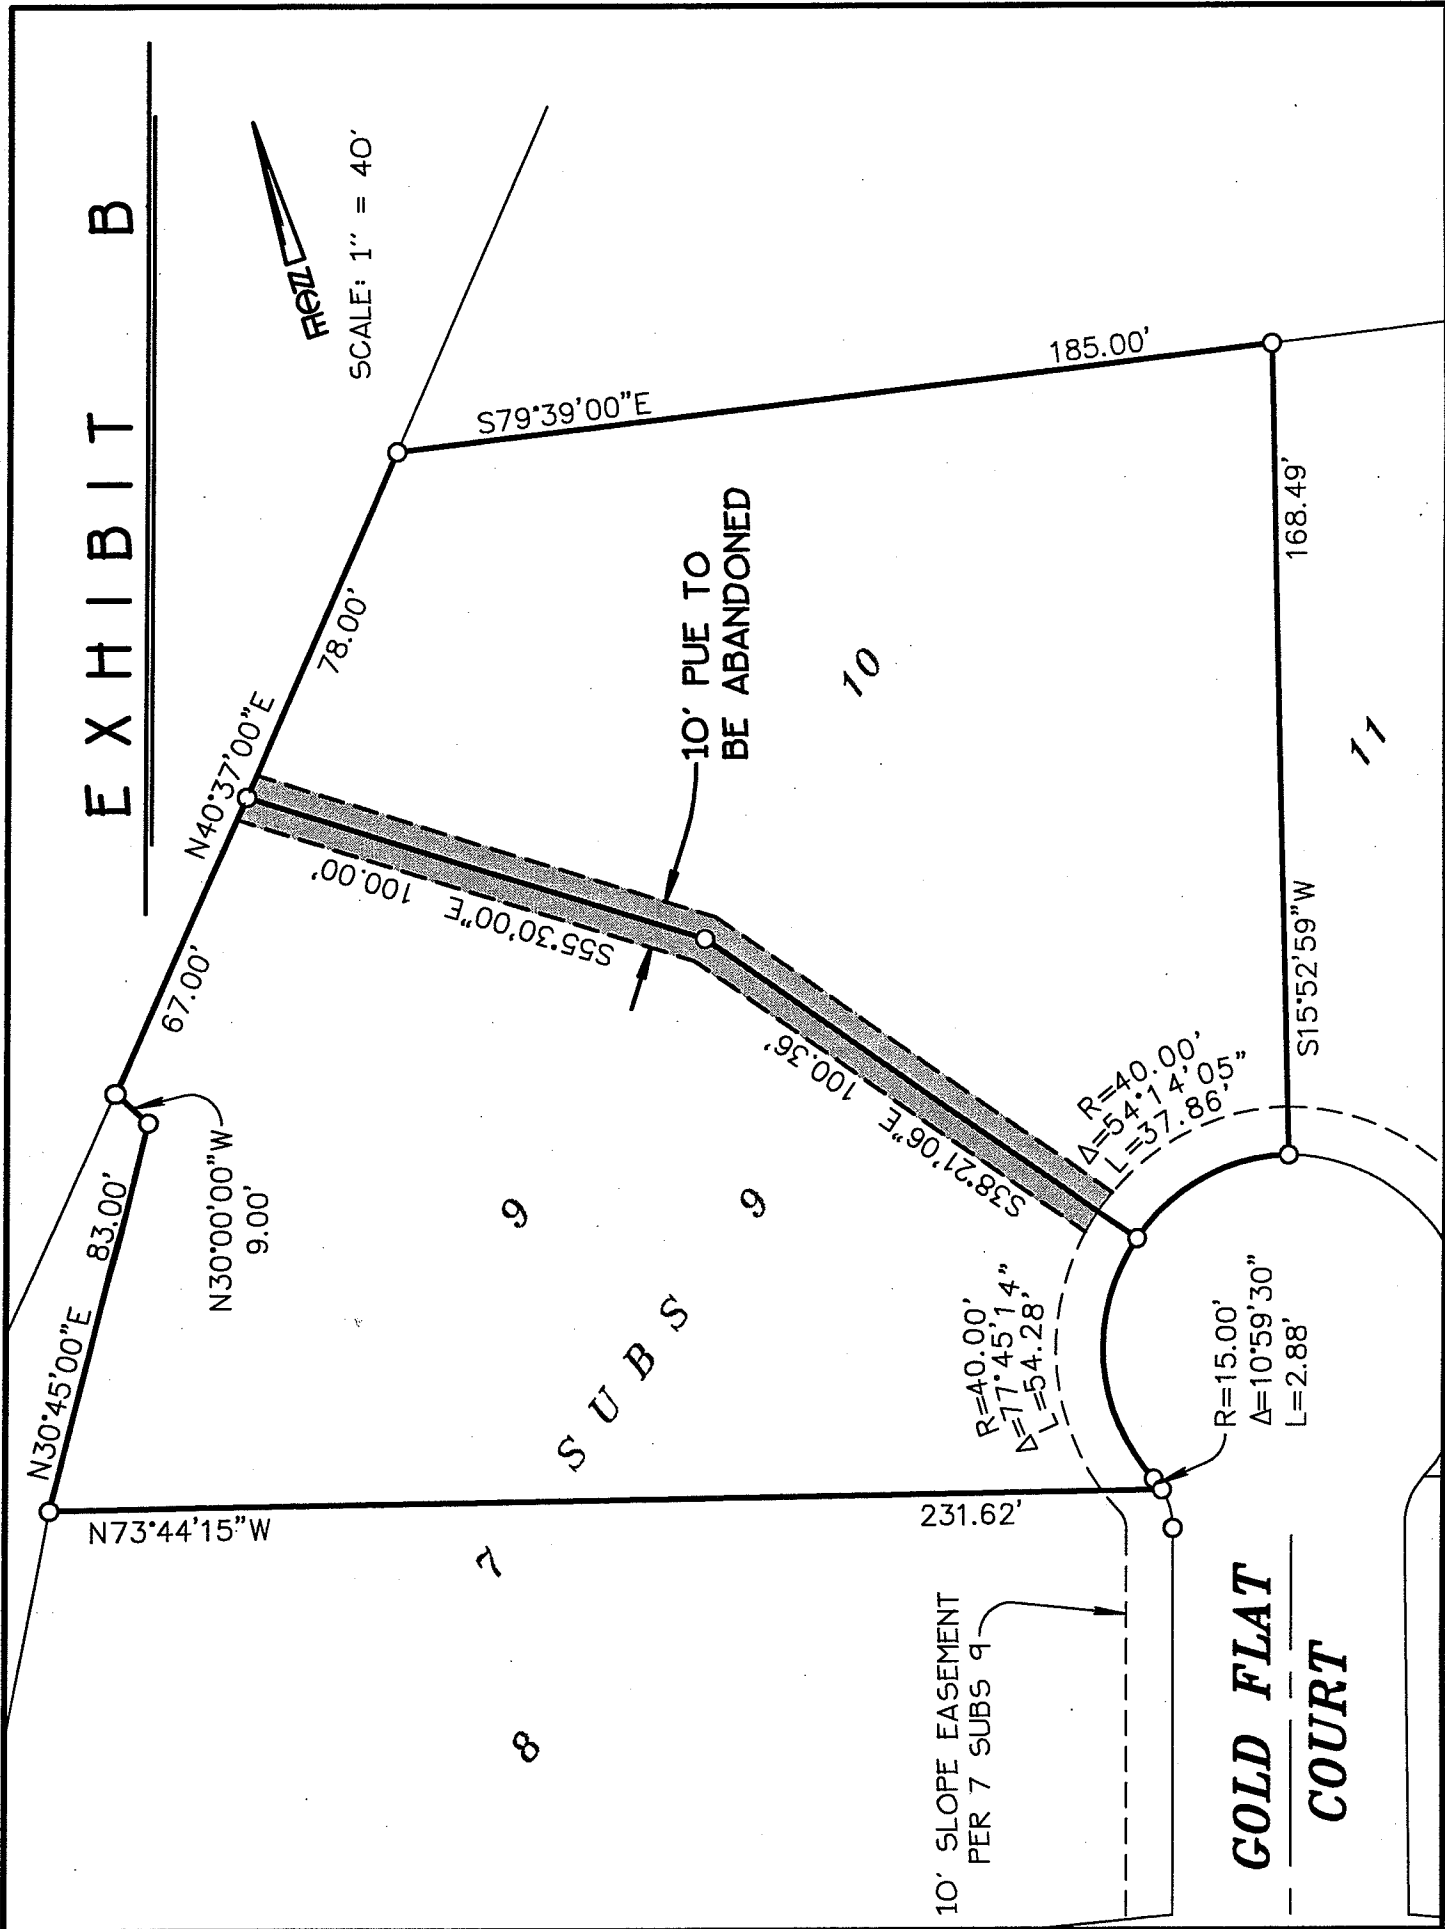 EXHIBIT B
SCALE: 1" = 40'
N30°45'00"E 83.00'
N30°00'00"W
9.00'
67.00'
N40°37'00"E
78.00'
S79°39'00"E 185.00'
S55°30'00"E 100.00'
10' PUE TO
BE ABANDONED
S38°21'06"E 100.36'
10
9
7 SUBS 9
8
11
N73°44'15"W 231.62'
R=40.00'
Δ=77°45'14"
L=54.28'
R=40.00'
Δ=54°14'05"
L=37.86'
S15°52'59"W 168.49'
R=15.00'
Δ=10°59'30"
L=2.88'
10' SLOPE EASEMENT
PER 7 SUBS 9
GOLD FLAT
COURT